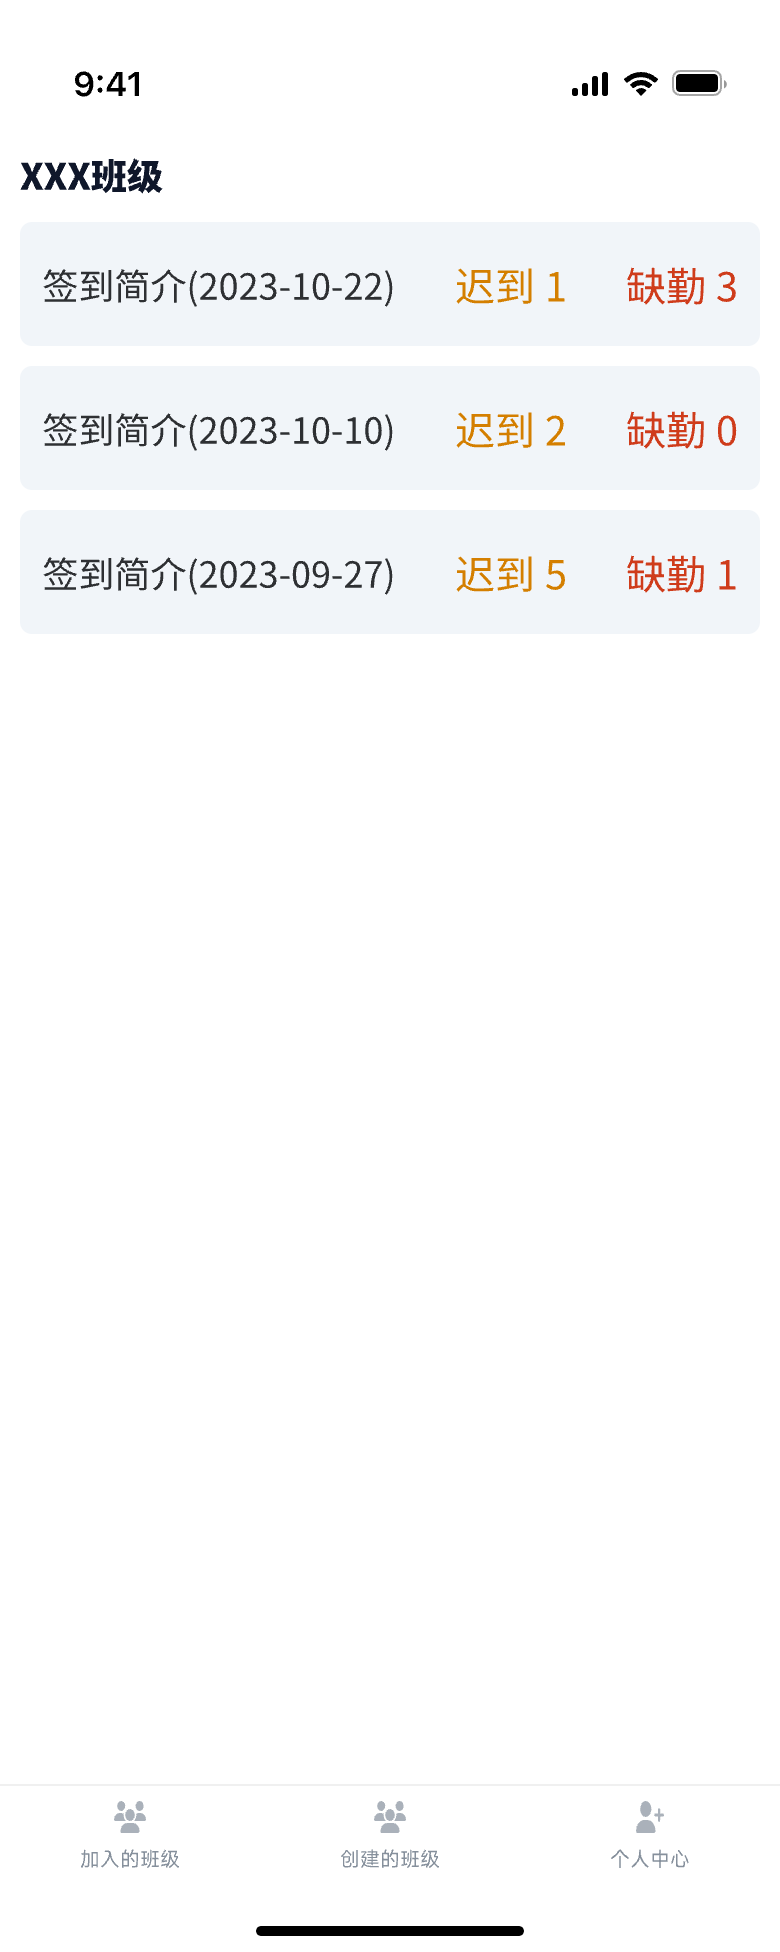 9:41
XXX班级
签到简介(2023-10-22) 迟到 1 缺勤 3
签到简介(2023-10-10) 迟到 2 缺勤 0
签到简介(2023-09-27) 迟到 5 缺勤 1
加入的班级 创建的班级 个人中心